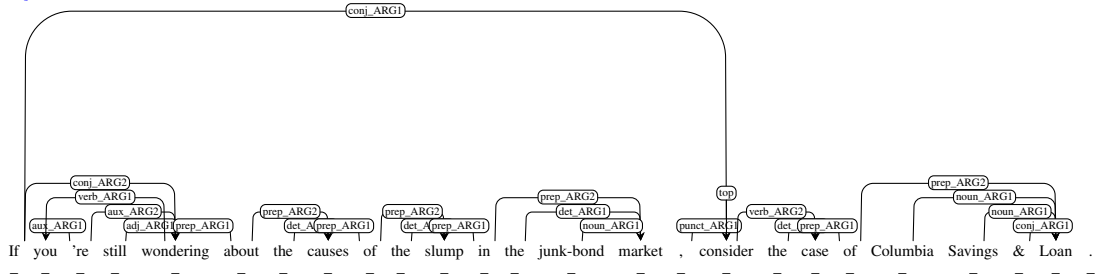 conj_ARG1
top
conj_ARG2 prep_ARG2
verb_ARG1 prep_ARG2 noun_ARG1
aux_ARG2 prep_ARG2 prep_ARG2 det_ARG1 verb_ARG2 noun_ARG1
aux_ARG1 adj_ARG1 prep_ARG1 det_A prep_ARG1 det_A prep_ARG1 noun_ARG1 punct_ARG1 det_A prep_ARG1 conj_ARG1
If you 're still wondering about the causes of the slump in the junk-bond market , consider the case of Columbia Savings & Loan .
_ _ _ _ _ _ _ _ _ _ _ _ _ _ _ _ _ _ _ _ _ _ _ _ _